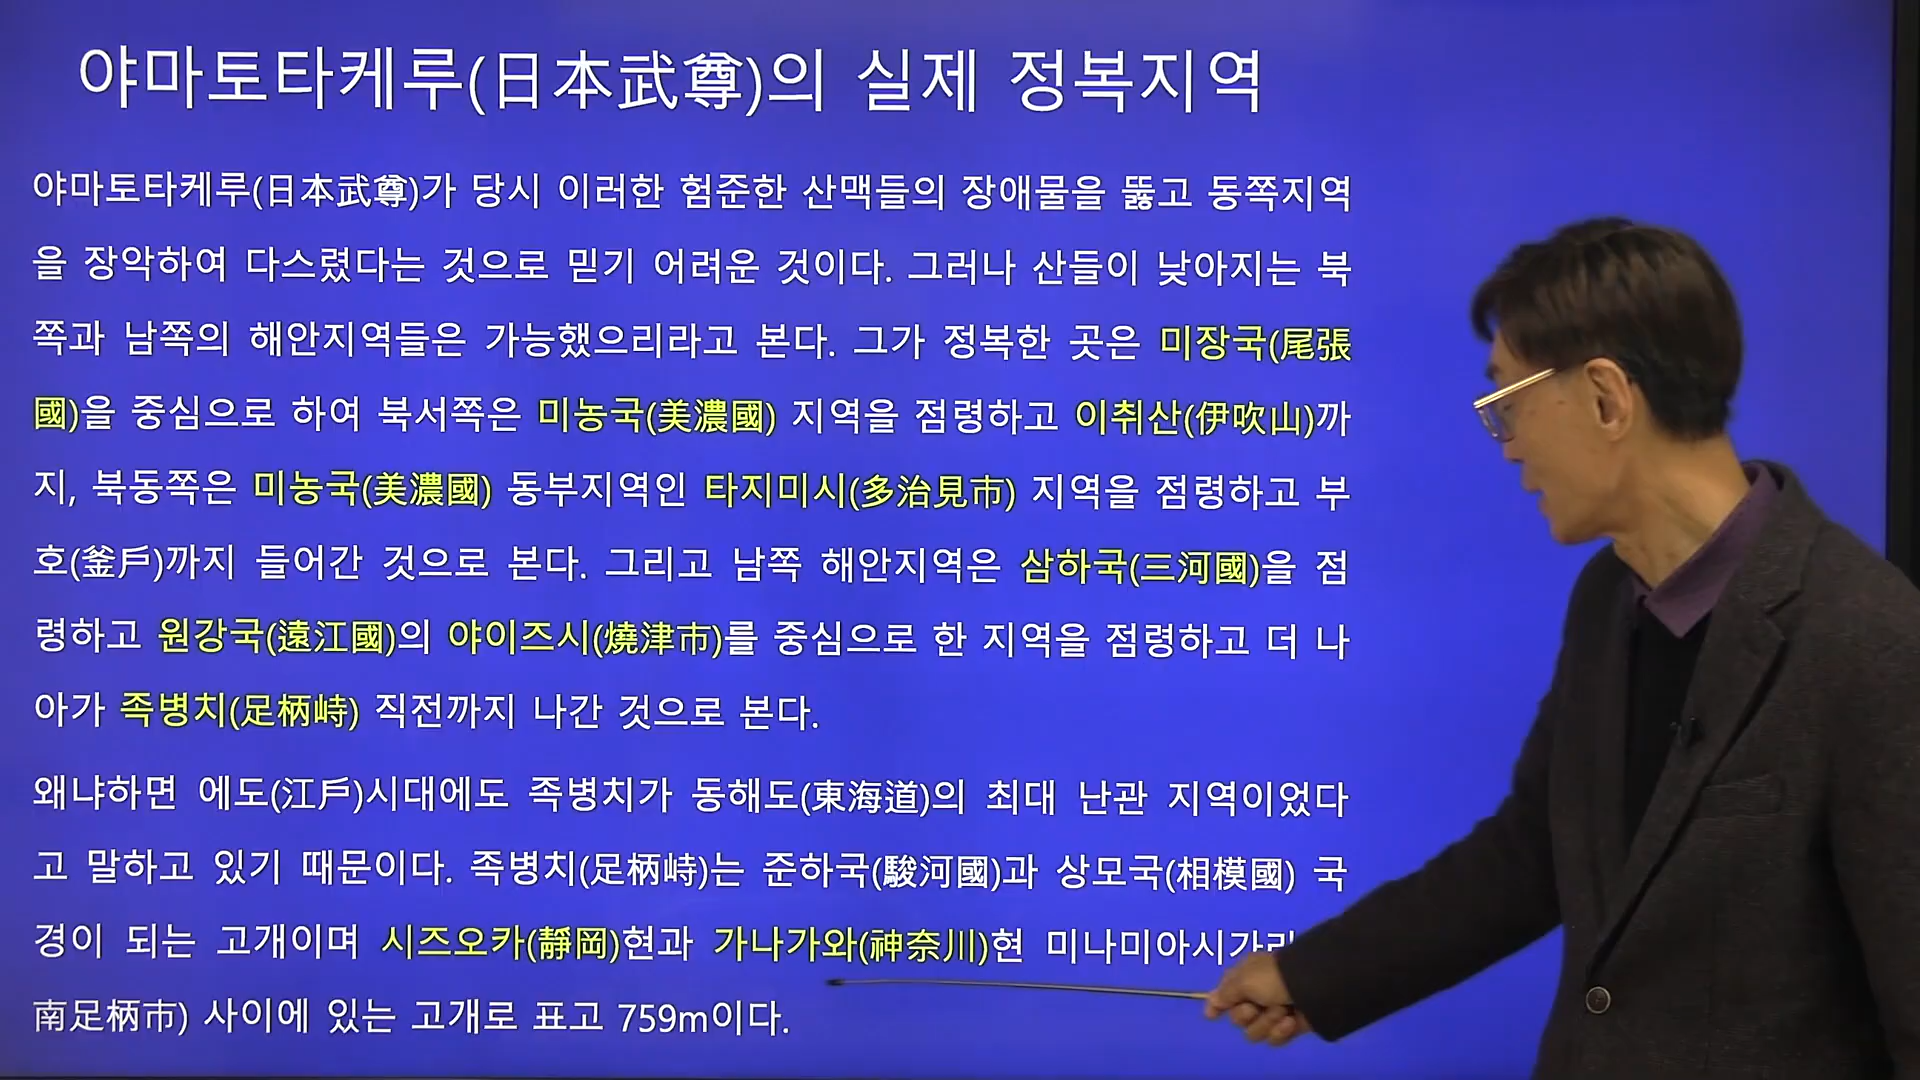 야마토타케루(日本武尊)의 실제 정복지역
야마토타케루(日本武尊)가 당시 이러한 험준한 산맥들의 장애물을 뚫고 동쪽지역
을 장악하여 다스렸다는 것으로 믿기 어려운 것이다. 그러나 산들이 낮아지는 북
쪽과 남쪽의 해안지역들은 가능했으리라고 본다. 그가 정복한 곳은 미장국(尾張
國)을 중심으로 하여 북서쪽은 미농국(美濃國) 지역을 점령하고 이취산(伊吹山)까
지, 북동쪽은 미농국(美濃國) 동부지역인 타지미시(多治見市) 지역을 점령하고 부
호(釜戶)까지 들어간 것으로 본다. 그리고 남쪽 해안지역은 삼하국(三河國)을 점
령하고 원강국(遠江國)의 야이즈시(燒津市)를 중심으로 한 지역을 점령하고 더 나
아가 족병치(足柄峙) 직전까지 나간 것으로 본다.
왜냐하면 에도(江戶)시대에도 족병치가 동해도(東海道)의 최대 난관 지역이었다
고 말하고 있기 때문이다. 족병치(足柄峙)는 준하국(駿河國)과 상모국(相模國) 국
경이 되는 고개이며 시즈오카(靜岡)현과 가나가와(神奈川)현 미나미아시가
南足柄市) 사이에 있는 고개로 표고 759m이다.